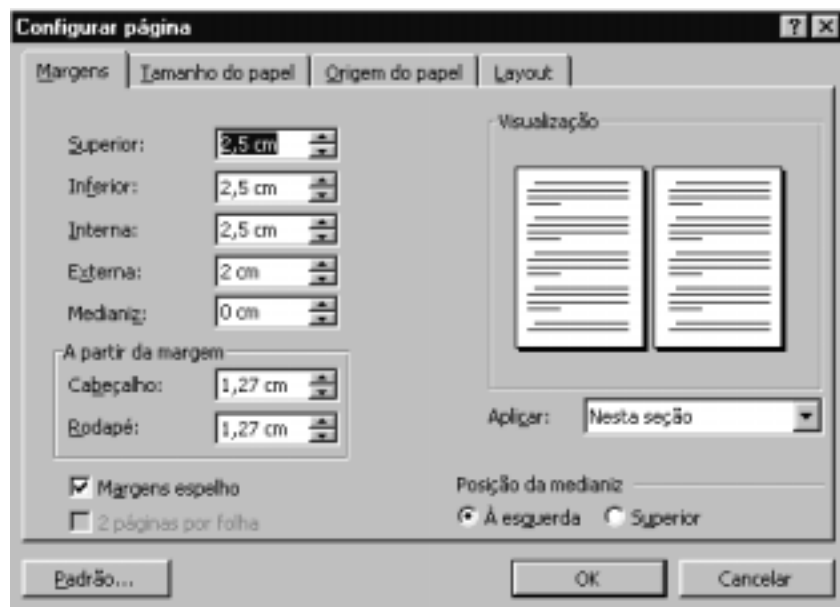 Configurar página
Margens
Tamanho do papel
Origem do papel
Layout
Superior: 2,5 cm
Inferior: 2,5 cm
Interna: 2,5 cm
Externa: 2 cm
Medianiz: 0 cm
A partir da margem
Cabeçalho: 1,27 cm
Rodapé: 1,27 cm
Margens espelho
2 páginas por folha
Visualização
Aplicar: Nesta seção
Posição da medianiz
À esquerda
Superior
Padrão...
OK
Cancelar